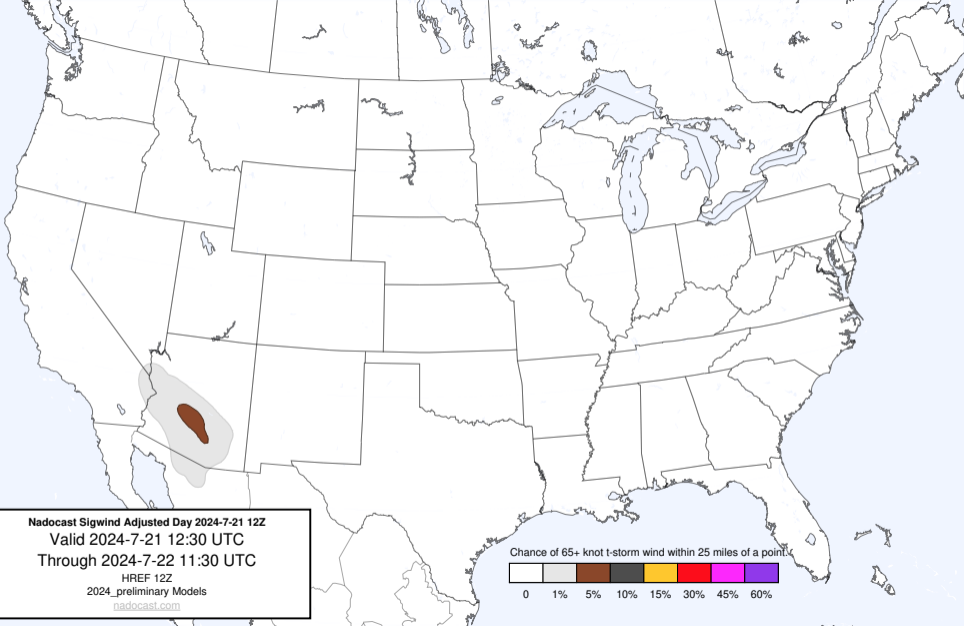 Nadocast Sigwind Adjusted Day 2024-7-21 12Z
Valid 2024-7-21 12:30 UTC
Through 2024-7-22 11:30 UTC
HREF 12Z
2024_preliminary Models
nadocast.com
Chance of 65+ knot t-storm wind within 25 miles of a point.
0 1% 5% 10% 15% 30% 45% 60%